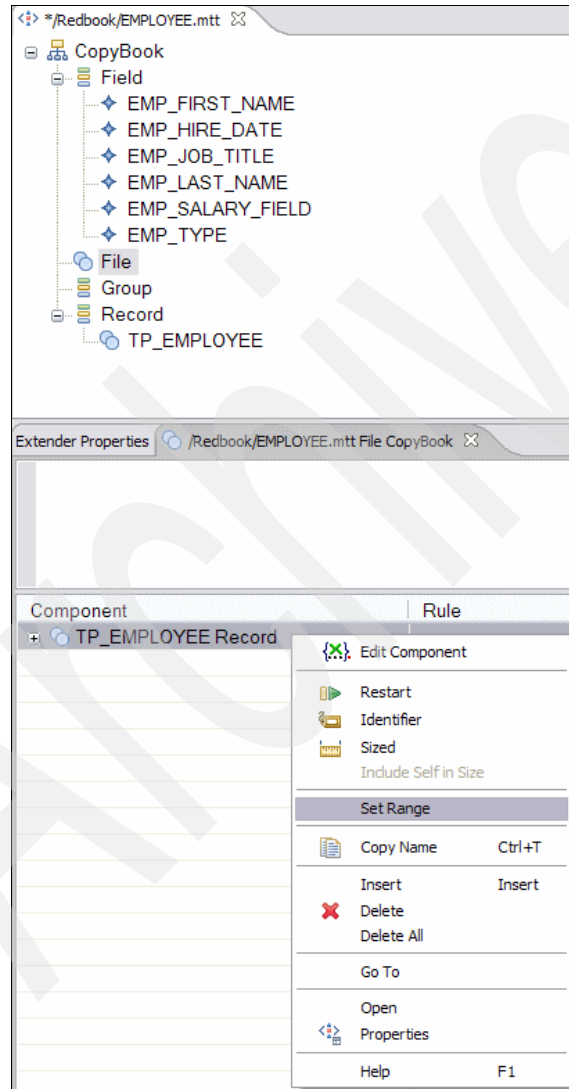 */Redbook/EMPLOYEE.mtt
CopyBook
Field
EMP_FIRST_NAME
EMP_HIRE_DATE
EMP_JOB_TITLE
EMP_LAST_NAME
EMP_SALARY_FIELD
EMP_TYPE
File
Group
Record
TP_EMPLOYEE
Extender Properties /Redbook/EMPLOYEE.mtt File CopyBook
Component Rule
TP_EMPLOYEE Record
Edit Component
Restart
Identifier
Sized
Include Self in Size
Set Range
Copy Name Ctrl+T
Insert Insert
Delete
Delete All
Go To
Open
Properties
Help F1